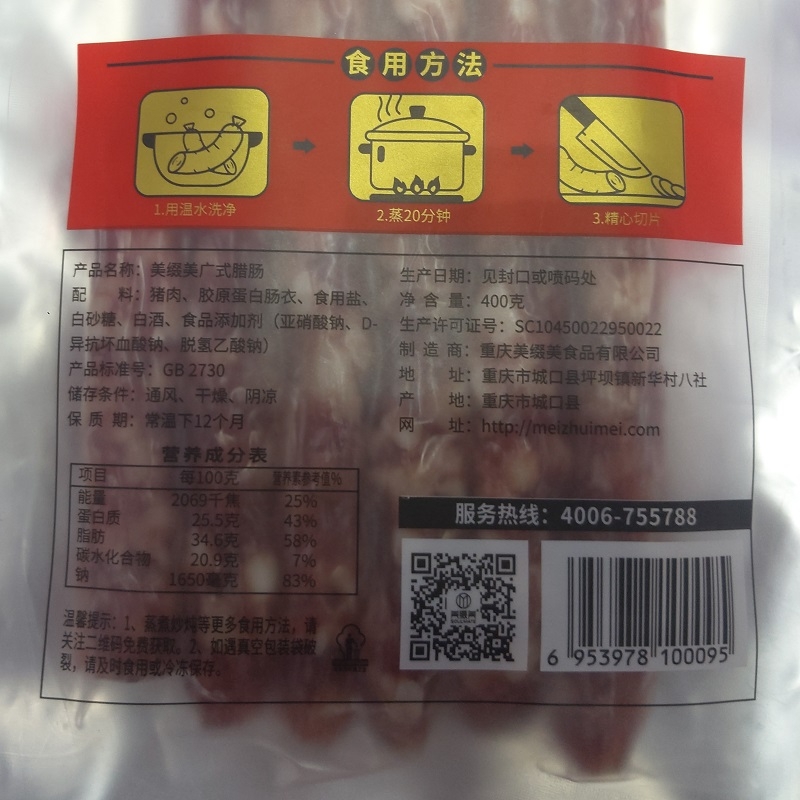 食用方法
1.用温水洗净
2.蒸20分钟
3.精心切片
产品名称：美缀美广式腊肠
配　　料：猪肉、胶原蛋白肠衣、食用盐、
白砂糖、白酒、食品添加剂（亚硝酸钠、D-
异抗坏血酸钠、脱氢乙酸钠）
产品标准号：GB 2730
储存条件：通风、干燥、阴凉
保 质 期：常温下12个月
生产日期：见封口或喷码处
净 含 量：400克
生产许可证号：SC10450022950022
制 造 商：重庆美缀美食品有限公司
地　　址：重庆市城口县坪坝镇新华村八社
产　　地：重庆市城口县
网　　址：http://meizhuimei.com
营养成分表
项目 每100克 营养素参考值%
能量 2069千焦 25%
蛋白质 25.5克 43%
脂肪 34.6克 58%
碳水化合物 20.9克 7%
钠 1650毫克 83%
温馨提示：1、蒸煮炒炖等更多食用方法，请
关注二维码免费获取。2、如遇真空包装袋破
裂，请及时食用或冷冻保存。
服务热线：4006-755788
美缀美
6 953978 100095